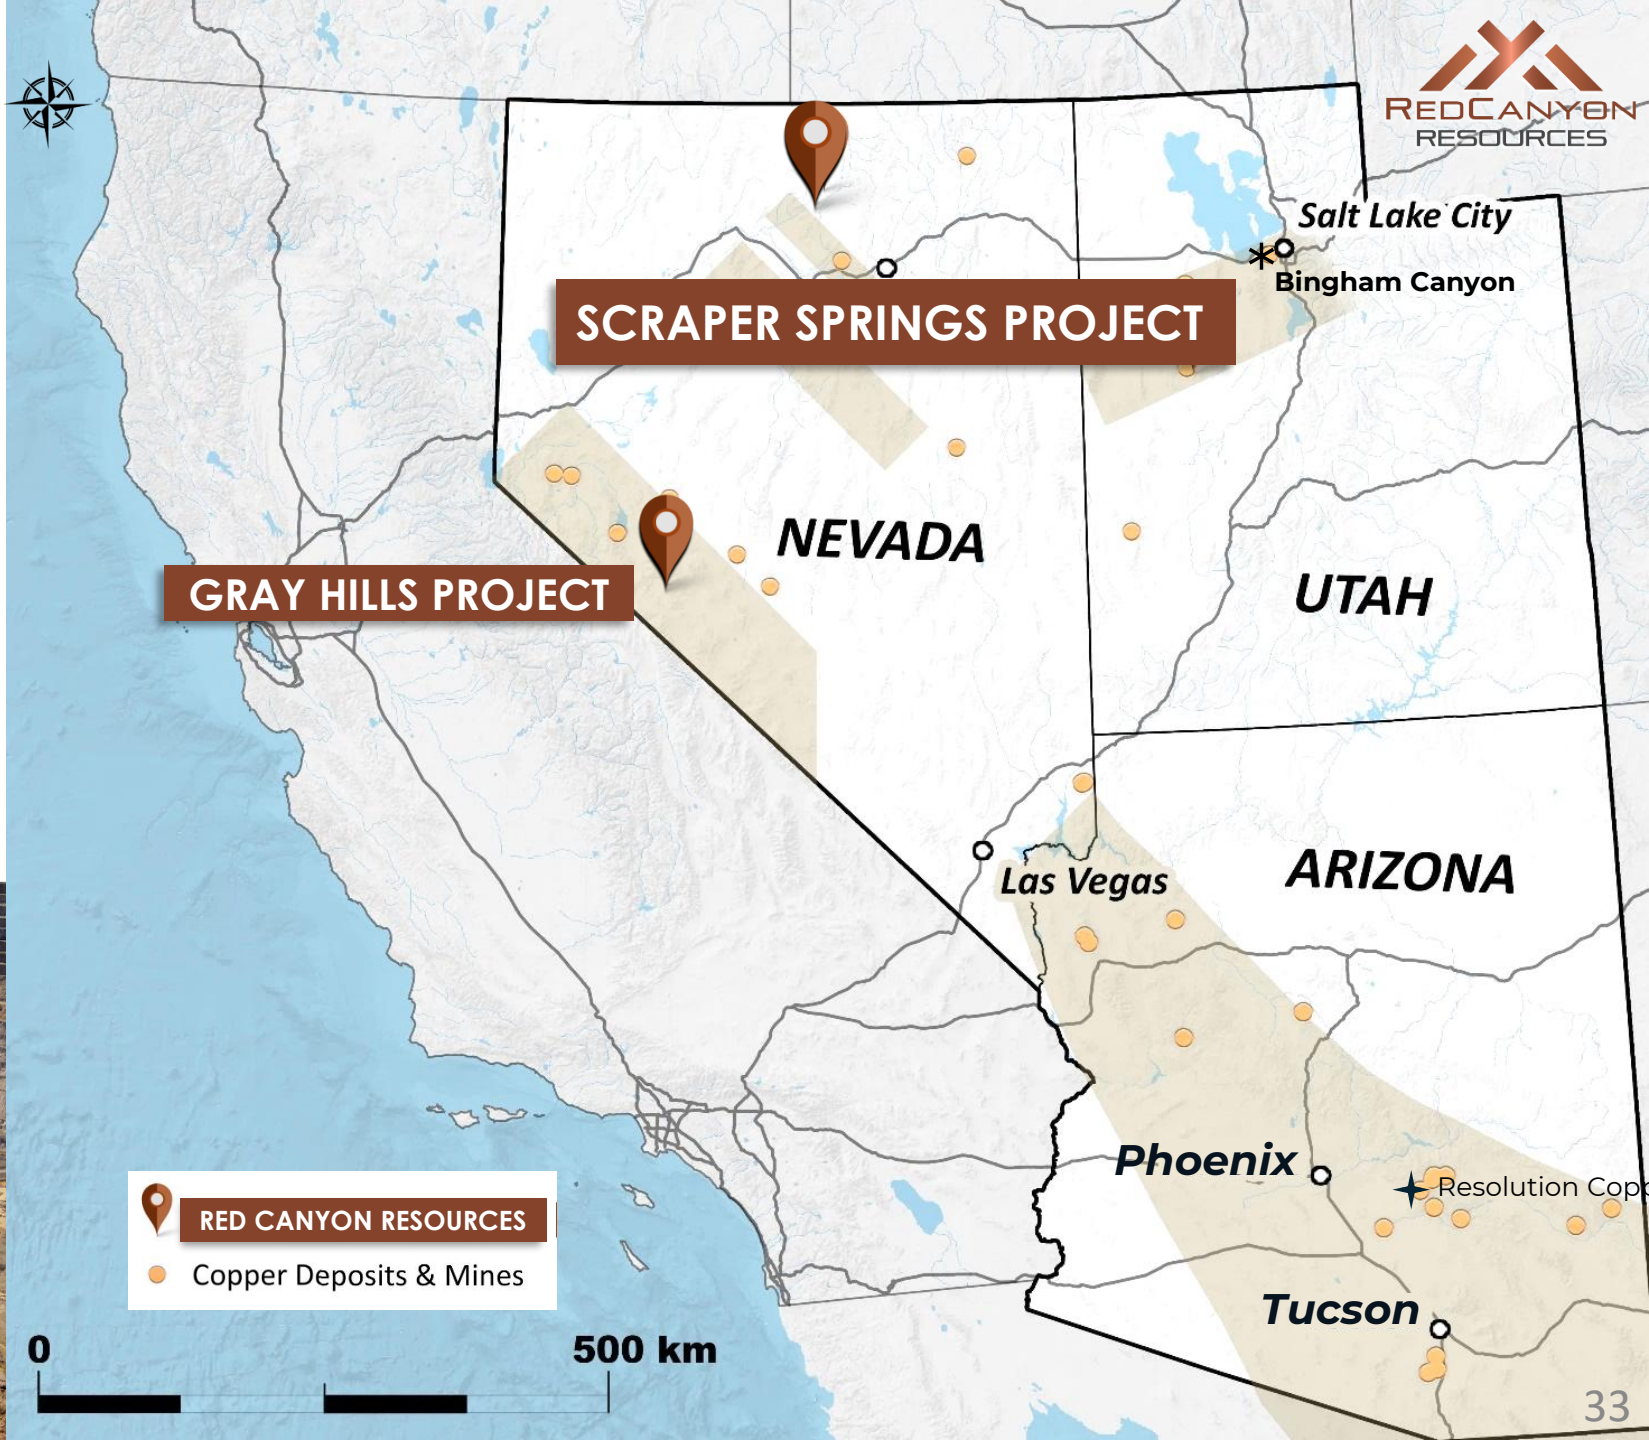 REDCANYON
RESOURCES
Salt Lake City
Bingham Canyon
SCRAPER SPRINGS PROJECT
NEVADA
GRAY HILLS PROJECT
UTAH
Las Vegas
ARIZONA
Phoenix
Resolution Copp
RED CANYON RESOURCES
Copper Deposits & Mines
Tucson
0 500 km
33